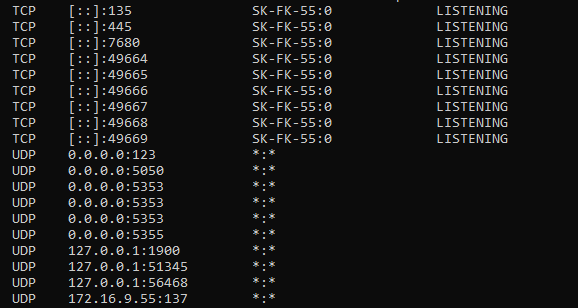 TCP [::]:135 SK-FK-55:0 LISTENING
TCP [::]:445 SK-FK-55:0 LISTENING
TCP [::]:7680 SK-FK-55:0 LISTENING
TCP [::]:49664 SK-FK-55:0 LISTENING
TCP [::]:49665 SK-FK-55:0 LISTENING
TCP [::]:49666 SK-FK-55:0 LISTENING
TCP [::]:49667 SK-FK-55:0 LISTENING
TCP [::]:49668 SK-FK-55:0 LISTENING
TCP [::]:49669 SK-FK-55:0 LISTENING
UDP 0.0.0.0:123 *:*
UDP 0.0.0.0:5050 *:*
UDP 0.0.0.0:5353 *:*
UDP 0.0.0.0:5353 *:*
UDP 0.0.0.0:5353 *:*
UDP 0.0.0.0:5355 *:*
UDP 127.0.0.1:1900 *:*
UDP 127.0.0.1:51345 *:*
UDP 127.0.0.1:56468 *:*
UDP 172.16.9.55:137 *:*